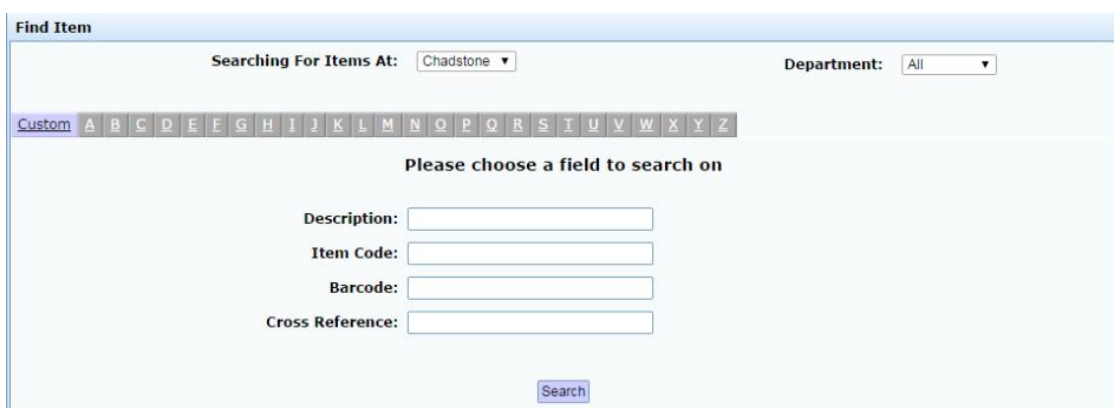 Find Item
Searching For Items At: Chadstone Department: All
Custom A B C D E F G H I J K L M N O P Q R S T U V W X Y Z
Please choose a field to search on
Description:
Item Code:
Barcode:
Cross Reference:
Search